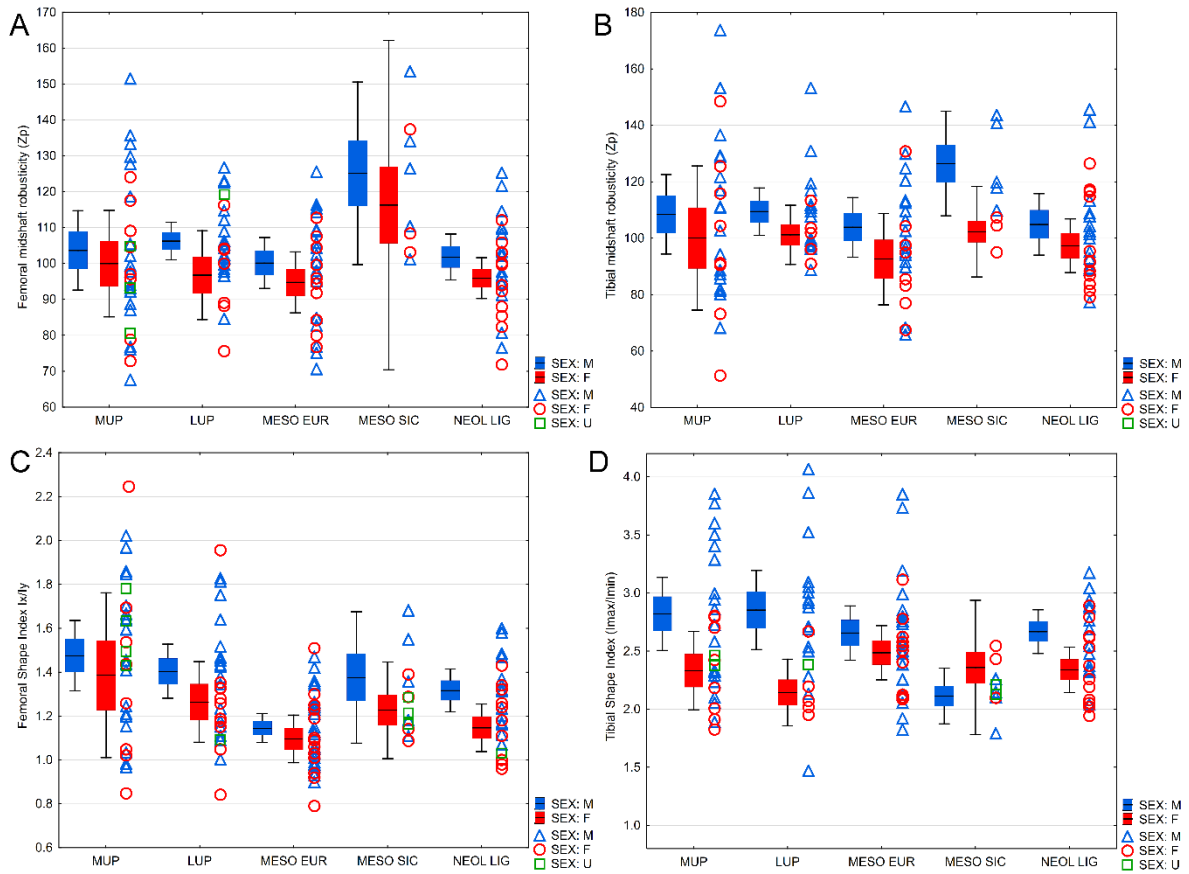 A
Femoral midshaft robusticity (Zp)
170
160
150
140
130
120
110
100
90
80
70
60
MUP LUP MESO EUR MESO SIC NEOL LIG
SEX: M
SEX: F
SEX: M
SEX: F
SEX: U
B
Tibial midshaft robusticity (Zp)
180
160
140
120
100
80
60
40
MUP LUP MESO EUR MESO SIC NEOL LIG
SEX: M
SEX: F
SEX: M
SEX: F
SEX: U
C
Femoral Shape Index Ix/Iy
2.4
2.2
2.0
1.8
1.6
1.4
1.2
1.0
0.8
0.6
MUP LUP MESO EUR MESO SIC NEOL LIG
SEX: M
SEX: F
SEX: M
SEX: F
SEX: U
D
Tibial Shape Index (Imax/Imin)
4.0
3.5
3.0
2.5
2.0
1.5
1.0
MUP LUP MESO EUR MESO SIC NEOL LIG
SEX: M
SEX: F
SEX: M
SEX: F
SEX: U